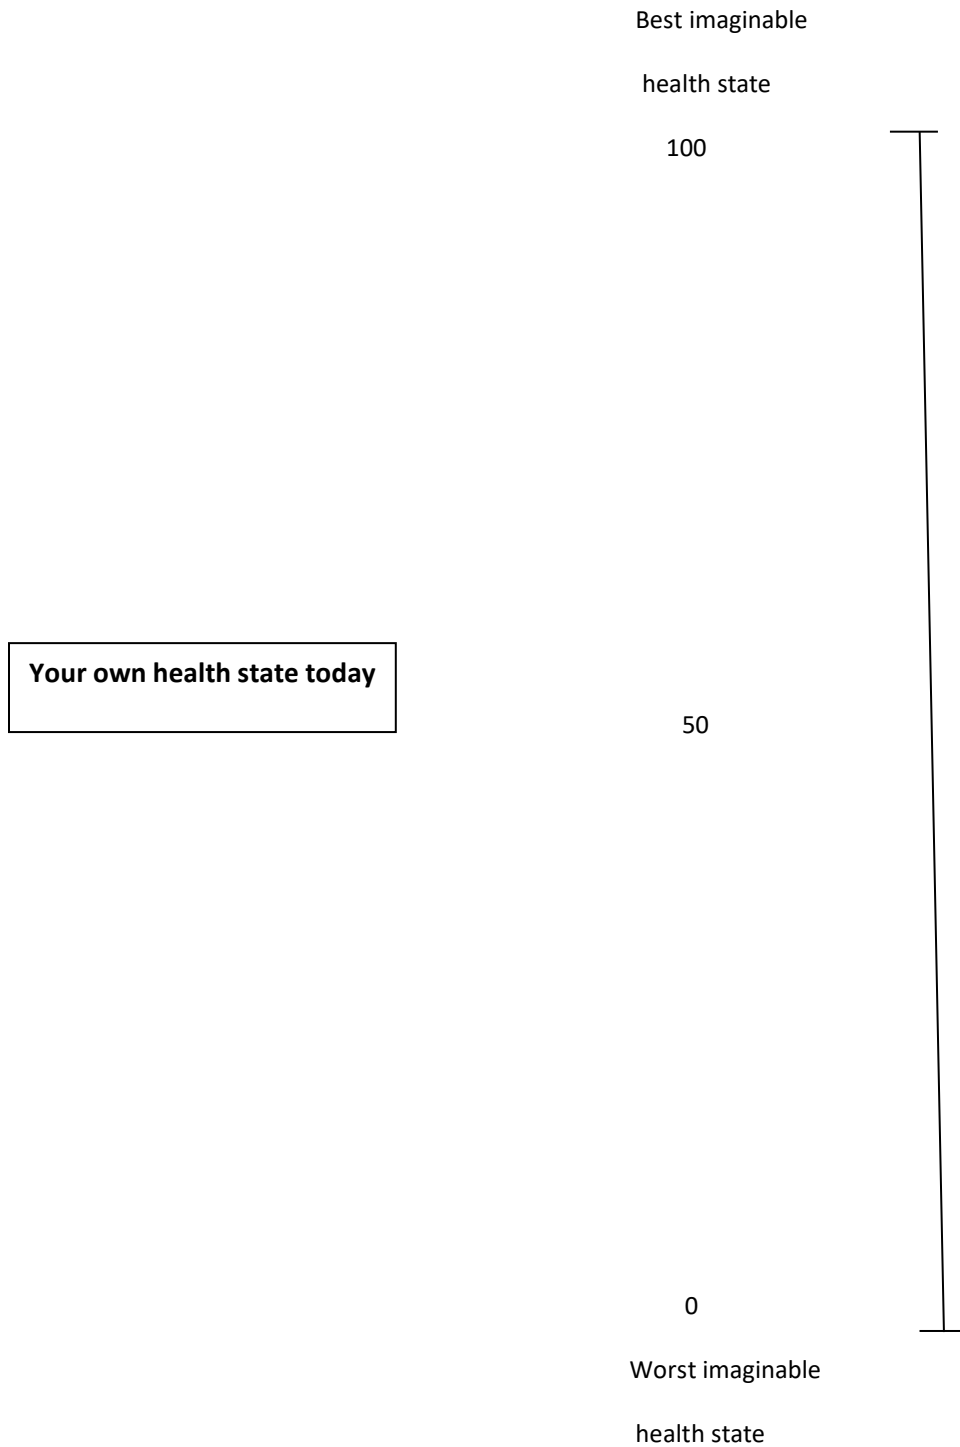 Best imaginable
health state
100
Your own health state today
50
0
Worst imaginable
health state